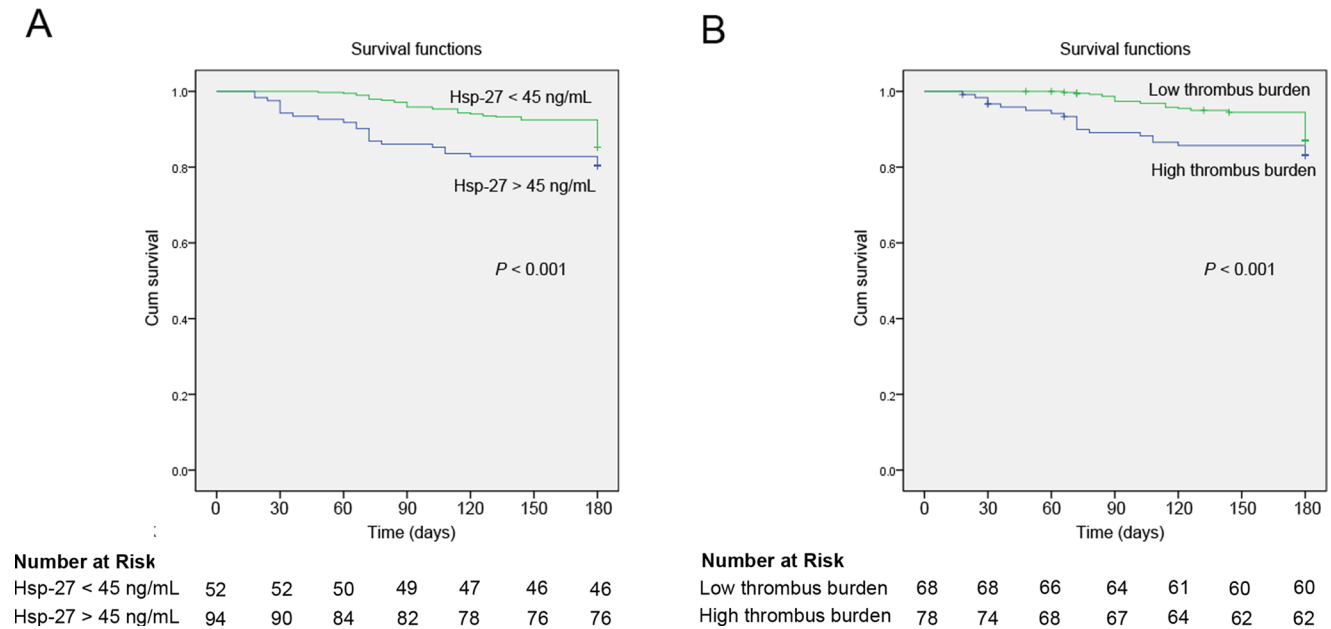 A
Survival functions
1.0
0.8
0.6
0.4
0.2
0.0
Cum survival
Hsp-27 < 45 ng/mL
Hsp-27 > 45 ng/mL
P < 0.001
0 30 60 90 120 150 180
Time (days)
:
Number at Risk
Hsp-27 < 45 ng/mL 52 52 50 49 47 46 46
Hsp-27 > 45 ng/mL 94 90 84 82 78 76 76
B
Survival functions
1.0
0.8
0.6
0.4
0.2
0.0
Cum survival
Low thrombus burden
High thrombus burden
P < 0.001
0 30 60 90 120 150 180
Time (days)
Number at Risk
Low thrombus burden 68 68 66 64 61 60 60
High thrombus burden 78 74 68 67 64 62 62